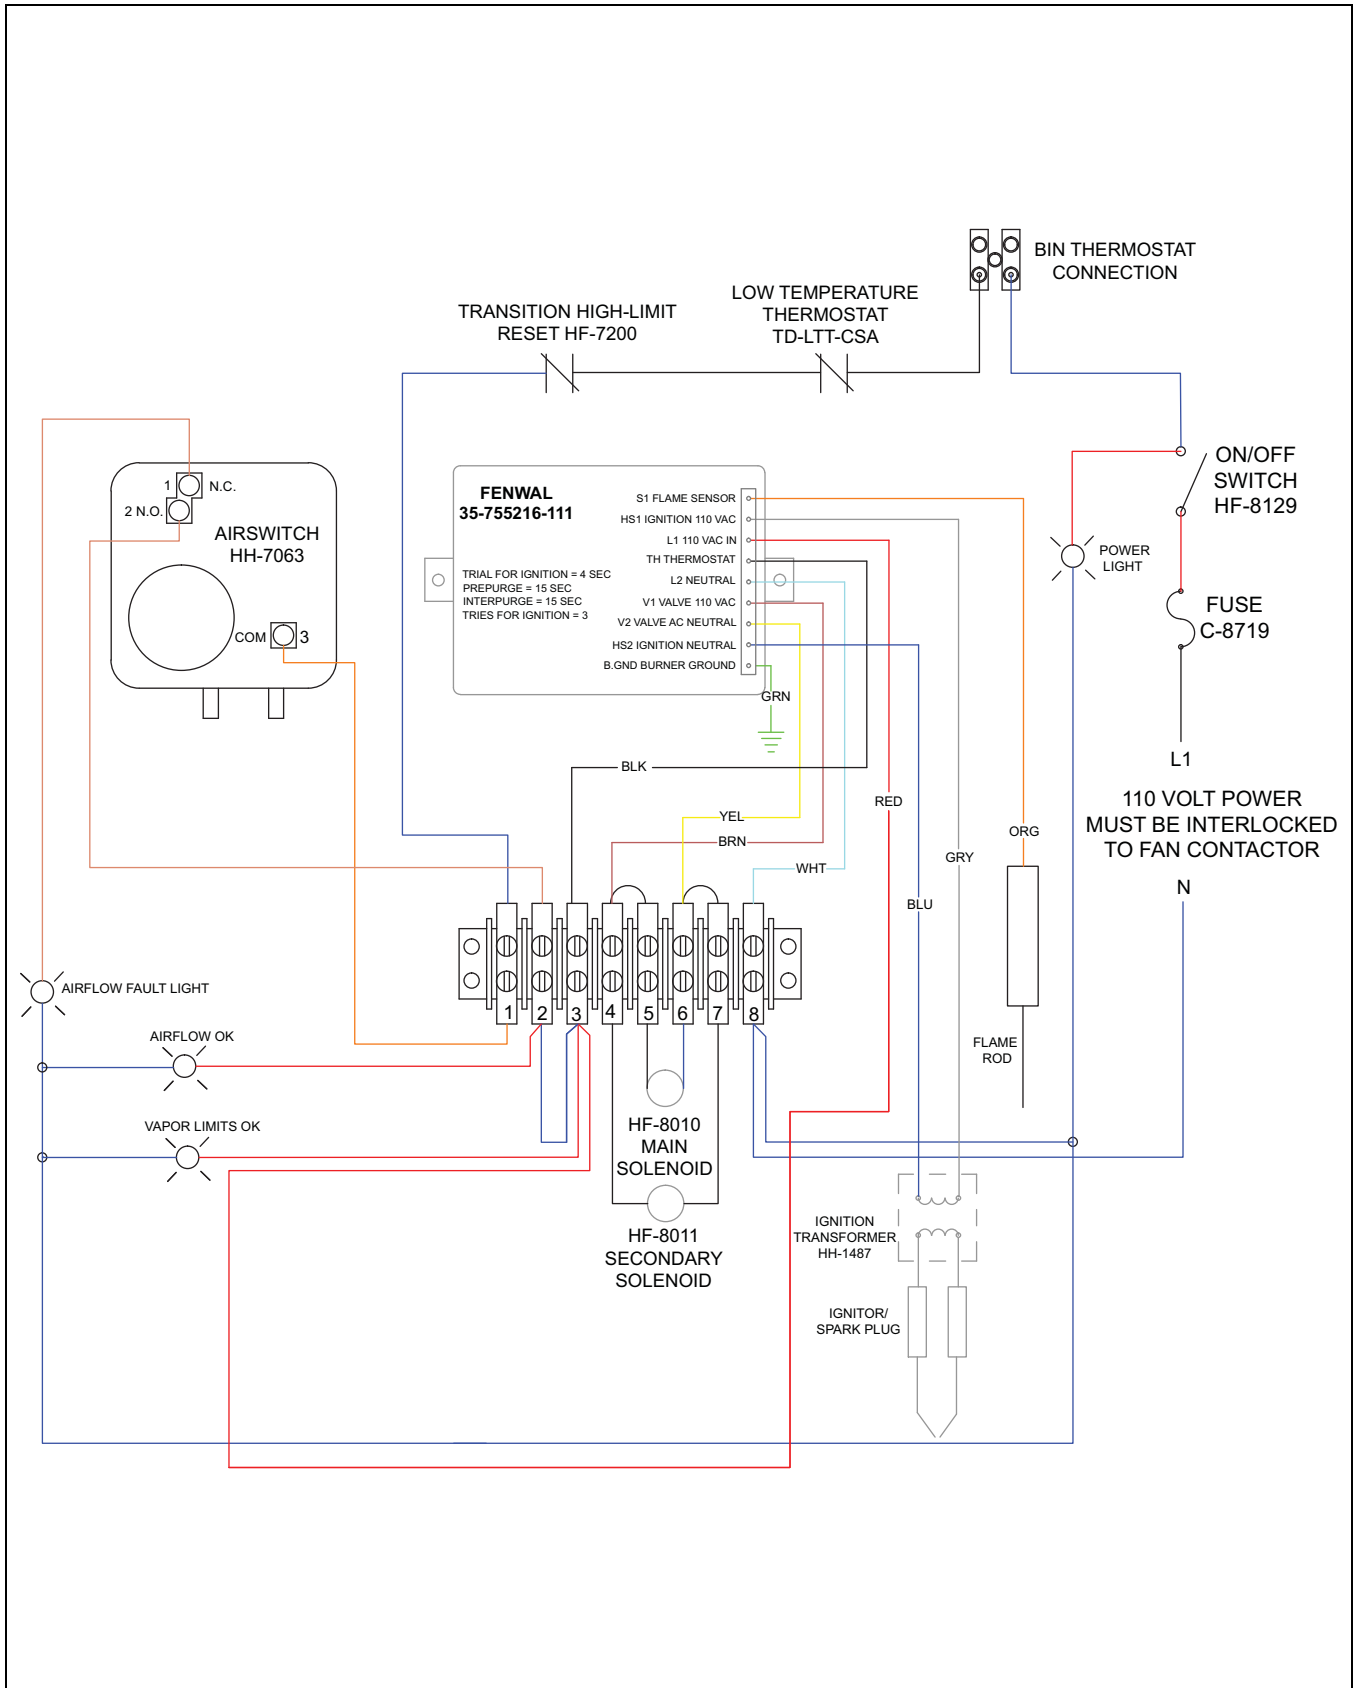 BIN THERMOSTAT
CONNECTION
LOW TEMPERATURE
THERMOSTAT
TD-LTT-CSA
TRANSITION HIGH-LIMIT
RESET HF-7200
ON/OFF
SWITCH
HF-8129
1
N.C.
2 N.O.
AIRSWITCH
HH-7063
COM
3
FENWAL
35-755216-111
TRIAL FOR IGNITION = 4 SEC
PREPURGE = 15 SEC
INTERPURGE = 15 SEC
TRIES FOR IGNITION = 3
S1 FLAME SENSOR
HS1 IGNITION 110 VAC
L1 110 VAC IN
TH THERMOSTAT
L2 NEUTRAL
V1 VALVE 110 VAC
V2 VALVE AC NEUTRAL
HS2 IGNITION NEUTRAL
B.GND BURNER GROUND
GRN
POWER
LIGHT
FUSE
C-8719
L1
110 VOLT POWER
MUST BE INTERLOCKED
TO FAN CONTACTOR
N
BLK
RED
YEL
BRN
WHT
ORG
GRY
BLU
AIRFLOW FAULT LIGHT
1
2
3
4
5
6
7
8
AIRFLOW OK
FLAME
ROD
VAPOR LIMITS OK
HF-8010
MAIN
SOLENOID
HF-8011
SECONDARY
SOLENOID
IGNITION
TRANSFORMER
HH-1487
IGNITOR/
SPARK PLUG